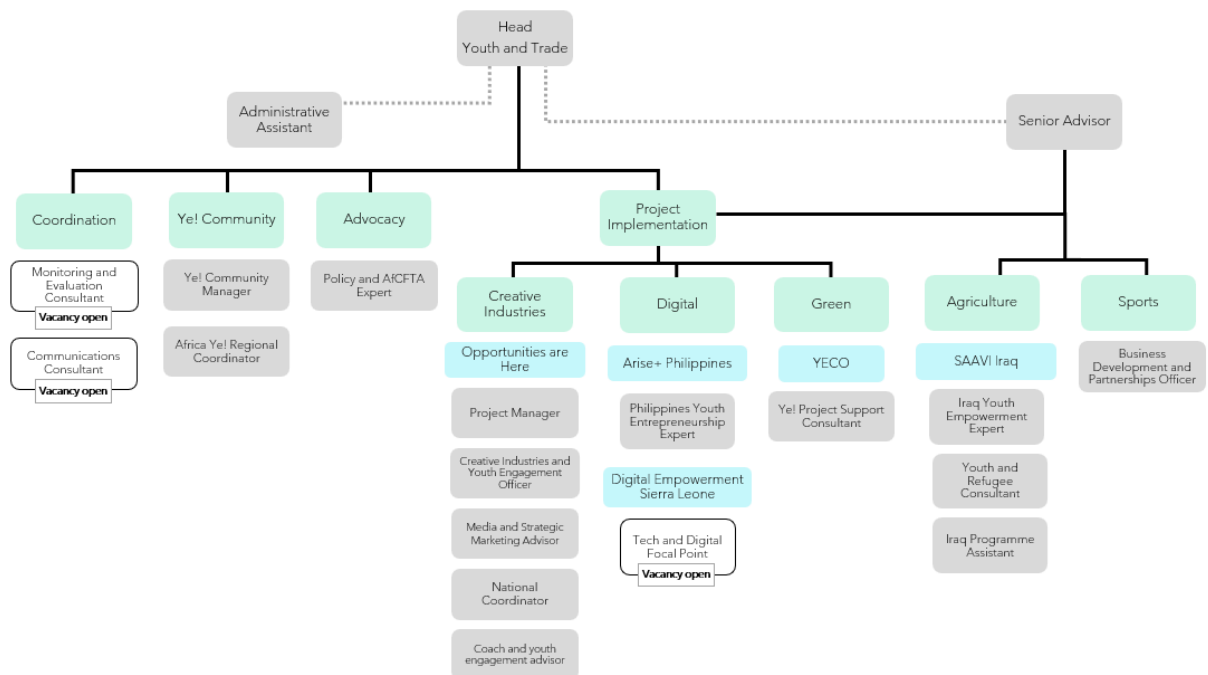 Head
Youth and Trade
Administrative
Assistant
Senior Advisor
Coordination
Ye! Community
Advocacy
Project
Implementation
Monitoring and
Evaluation
Consultant
Vacancy open
Communications
Consultant
Vacancy open
Ye! Community
Manager
Africa Ye! Regional
Coordinator
Policy and AfCFTA
Expert
Creative
Industries
Digital
Green
Agriculture
Sports
Opportunities are
Here
Project Manager
Creative Industries and
Youth Engagement
Officer
Media and Strategic
Marketing Advisor
National
Coordinator
Coach and youth
engagement advisor
Arise+ Philippines
Philippines Youth
Entrepreneurship
Expert
Digital Empowerment
Sierra Leone
Tech and Digital
Focal Point
Vacancy open
YECO
Ye! Project Support
Consultant
SAAVI Iraq
Iraq Youth
Empowerment
Expert
Youth and
Refugee
Consultant
Iraq Programme
Assistant
Business
Development and
Partnerships Officer